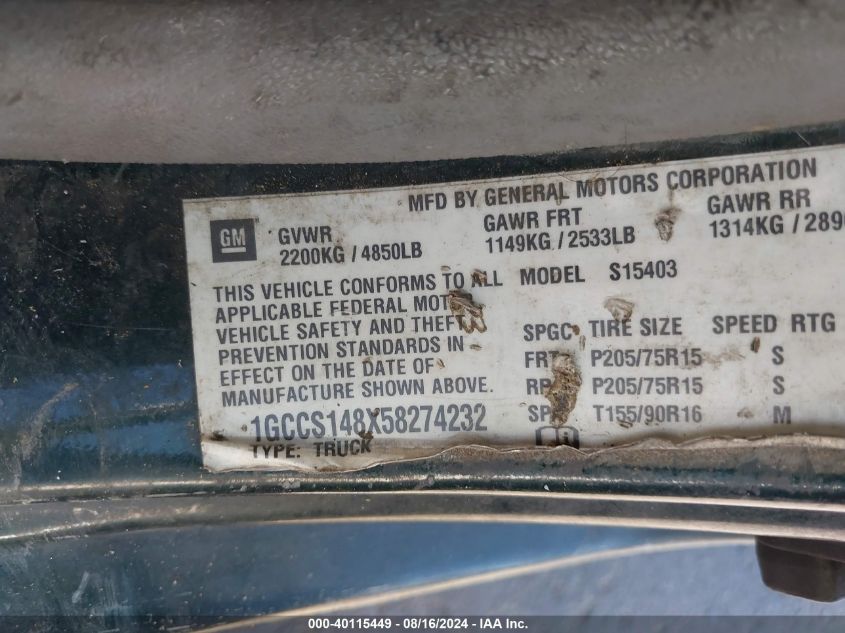 MFD BY GENERAL MOTORS CORPORATION
GM
GVWR GAWR FRT GAWR RR
2200KG / 4850LB 1149KG / 2533LB 1314KG / 289
THIS VEHICLE CONFORMS TO ALL MODEL S15403
APPLICABLE FEDERAL MOT
VEHICLE SAFETY AND THEFT
PREVENTION STANDARDS IN
EFFECT ON THE DATE OF
MANUFACTURE SHOWN ABOVE.
SPGC TIRE SIZE SPEED RTG
FRT P205/75R15 S
RR P205/75R15 S
SP T155/90R16 M
1GCCS148X58274232
TYPE: TRUCK
000-40115449 - 08/16/2024 - IAA Inc.